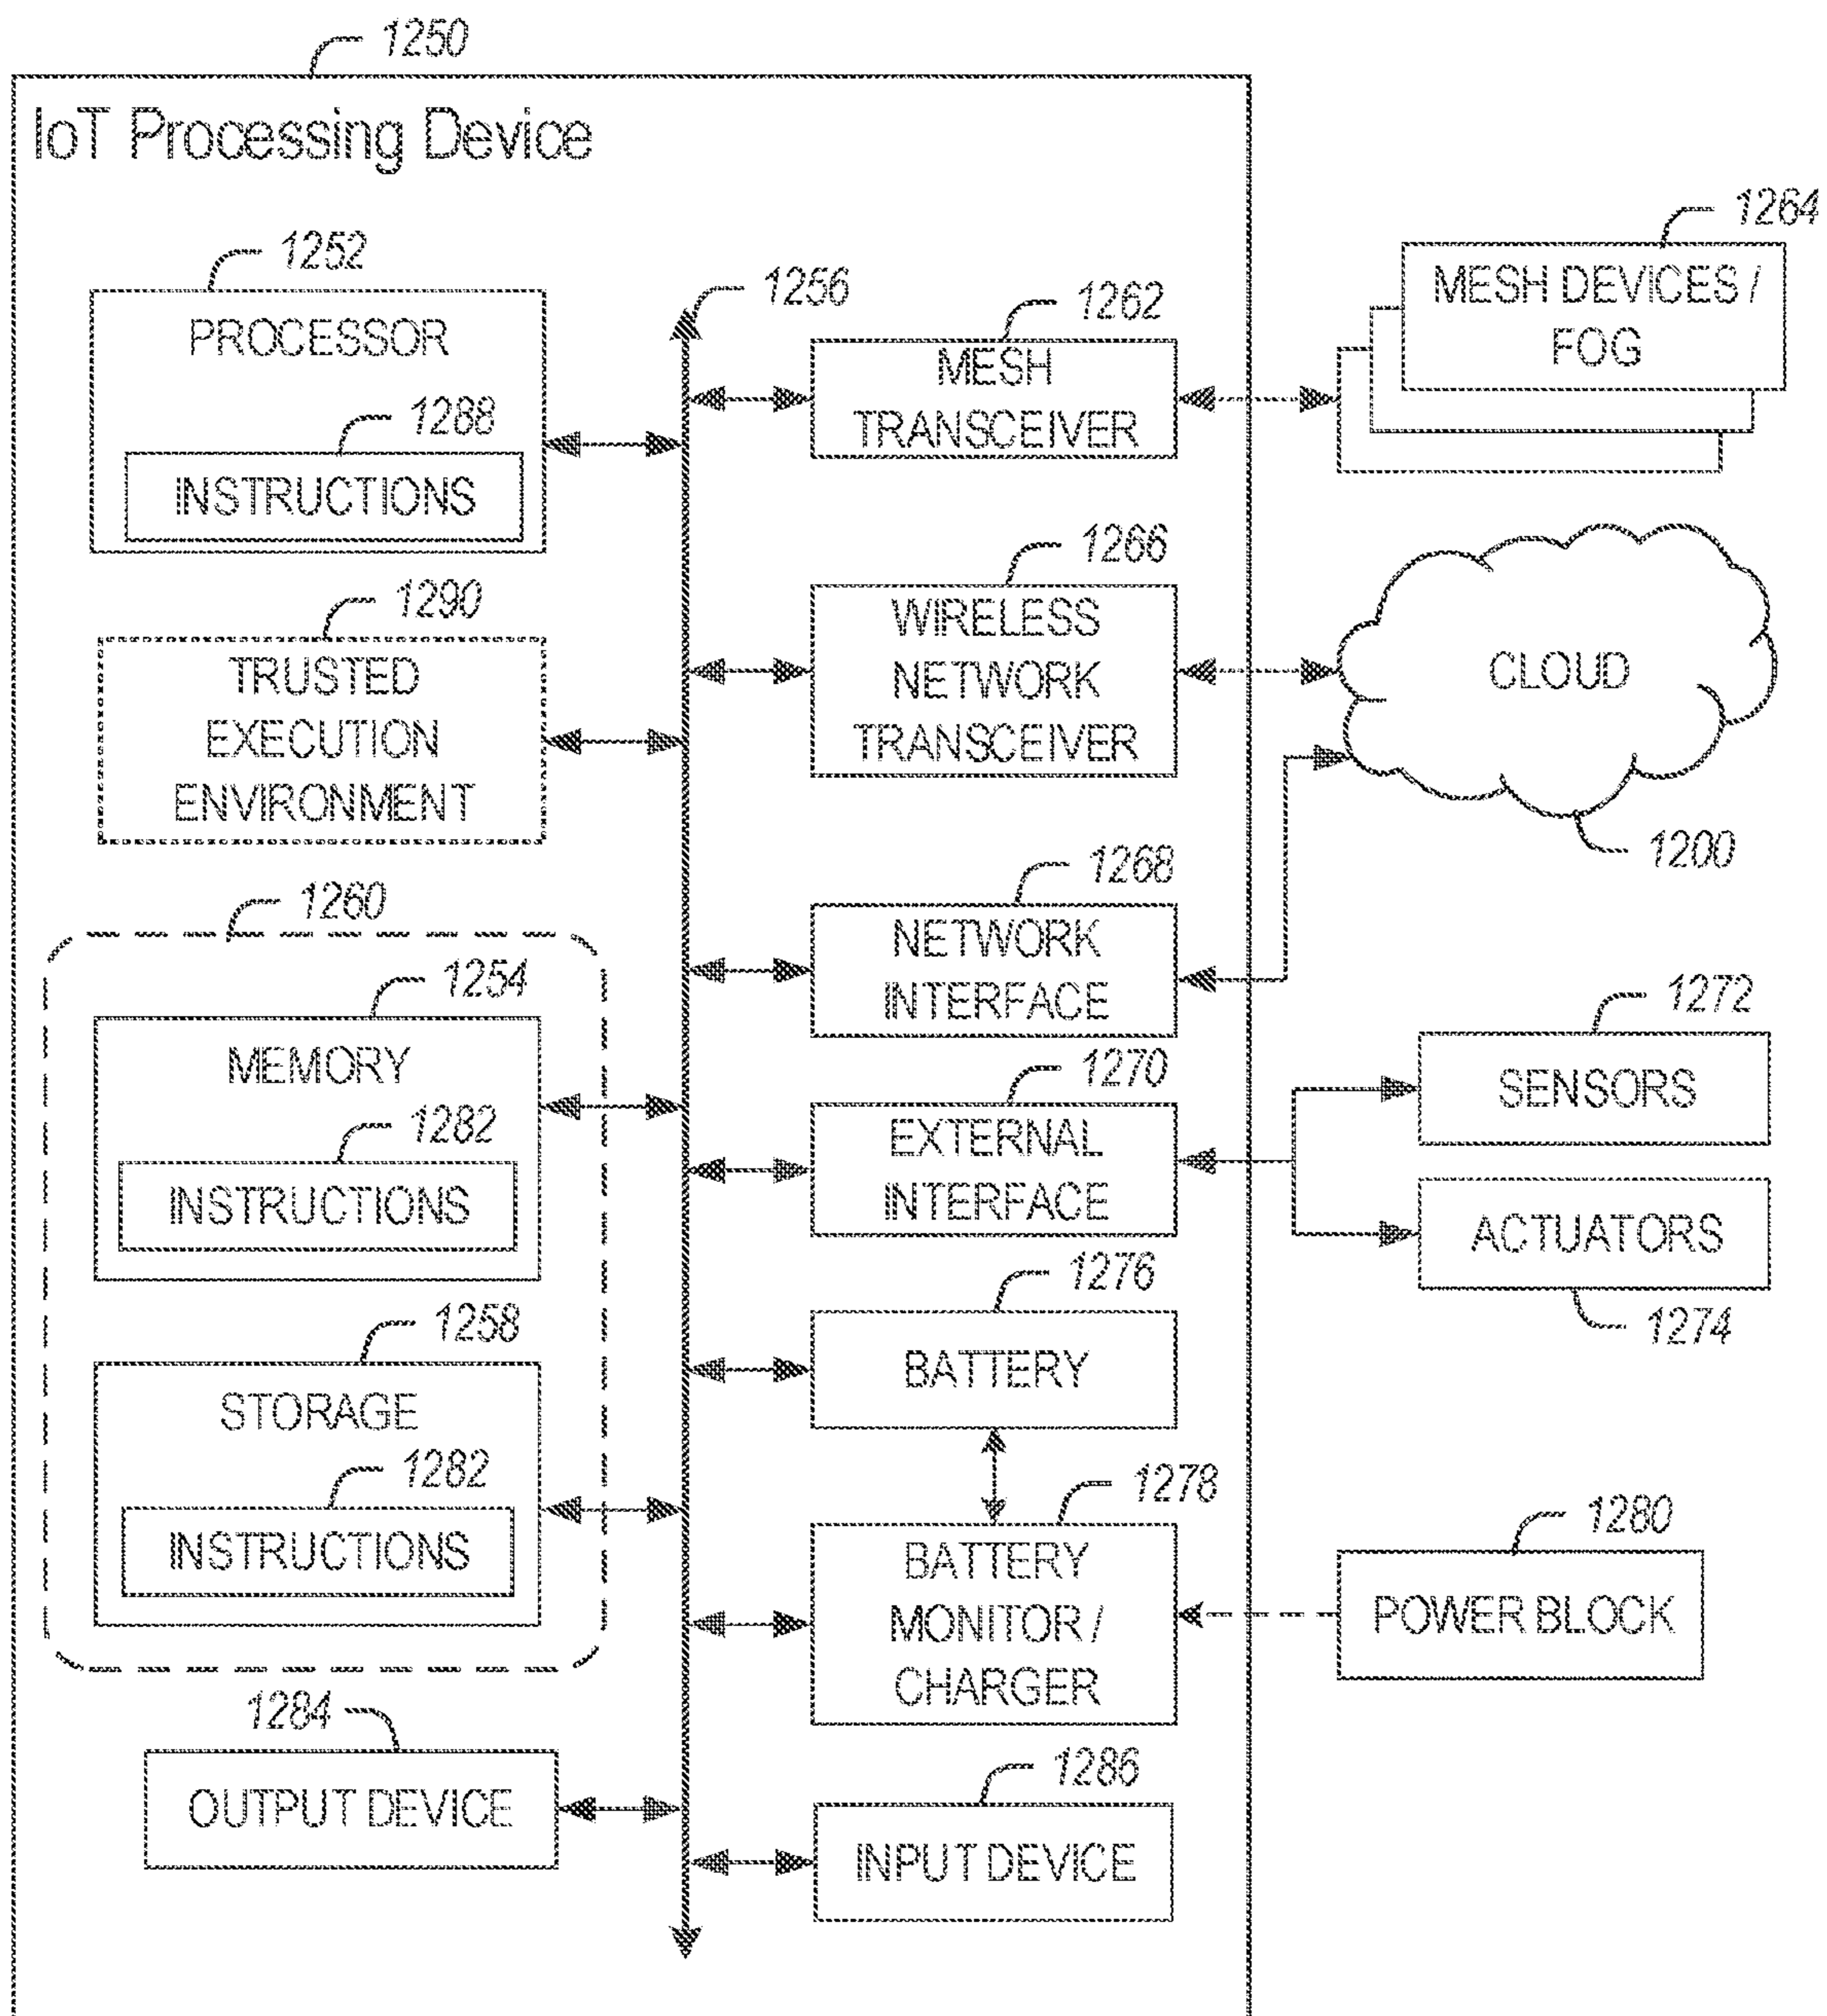 1250
IoT Processing Device
1252
PROCESSOR
1288
INSTRUCTIONS
1290
TRUSTED
EXECUTION
ENVIRONMENT
1260
1254
MEMORY
1282
INSTRUCTIONS
1258
STORAGE
1282
INSTRUCTIONS
1284
OUTPUT DEVICE
1256
1262
MESH
TRANSCEIVER
1266
WIRELESS
NETWORK
TRANSCEIVER
1268
NETWORK
INTERFACE
1270
EXTERNAL
INTERFACE
1276
BATTERY
1278
BATTERY
MONITOR /
CHARGER
1286
INPUT DEVICE
1264
MESH DEVICES /
FOG
CLOUD
1200
1272
SENSORS
ACTUATORS
1274
1280
POWER BLOCK